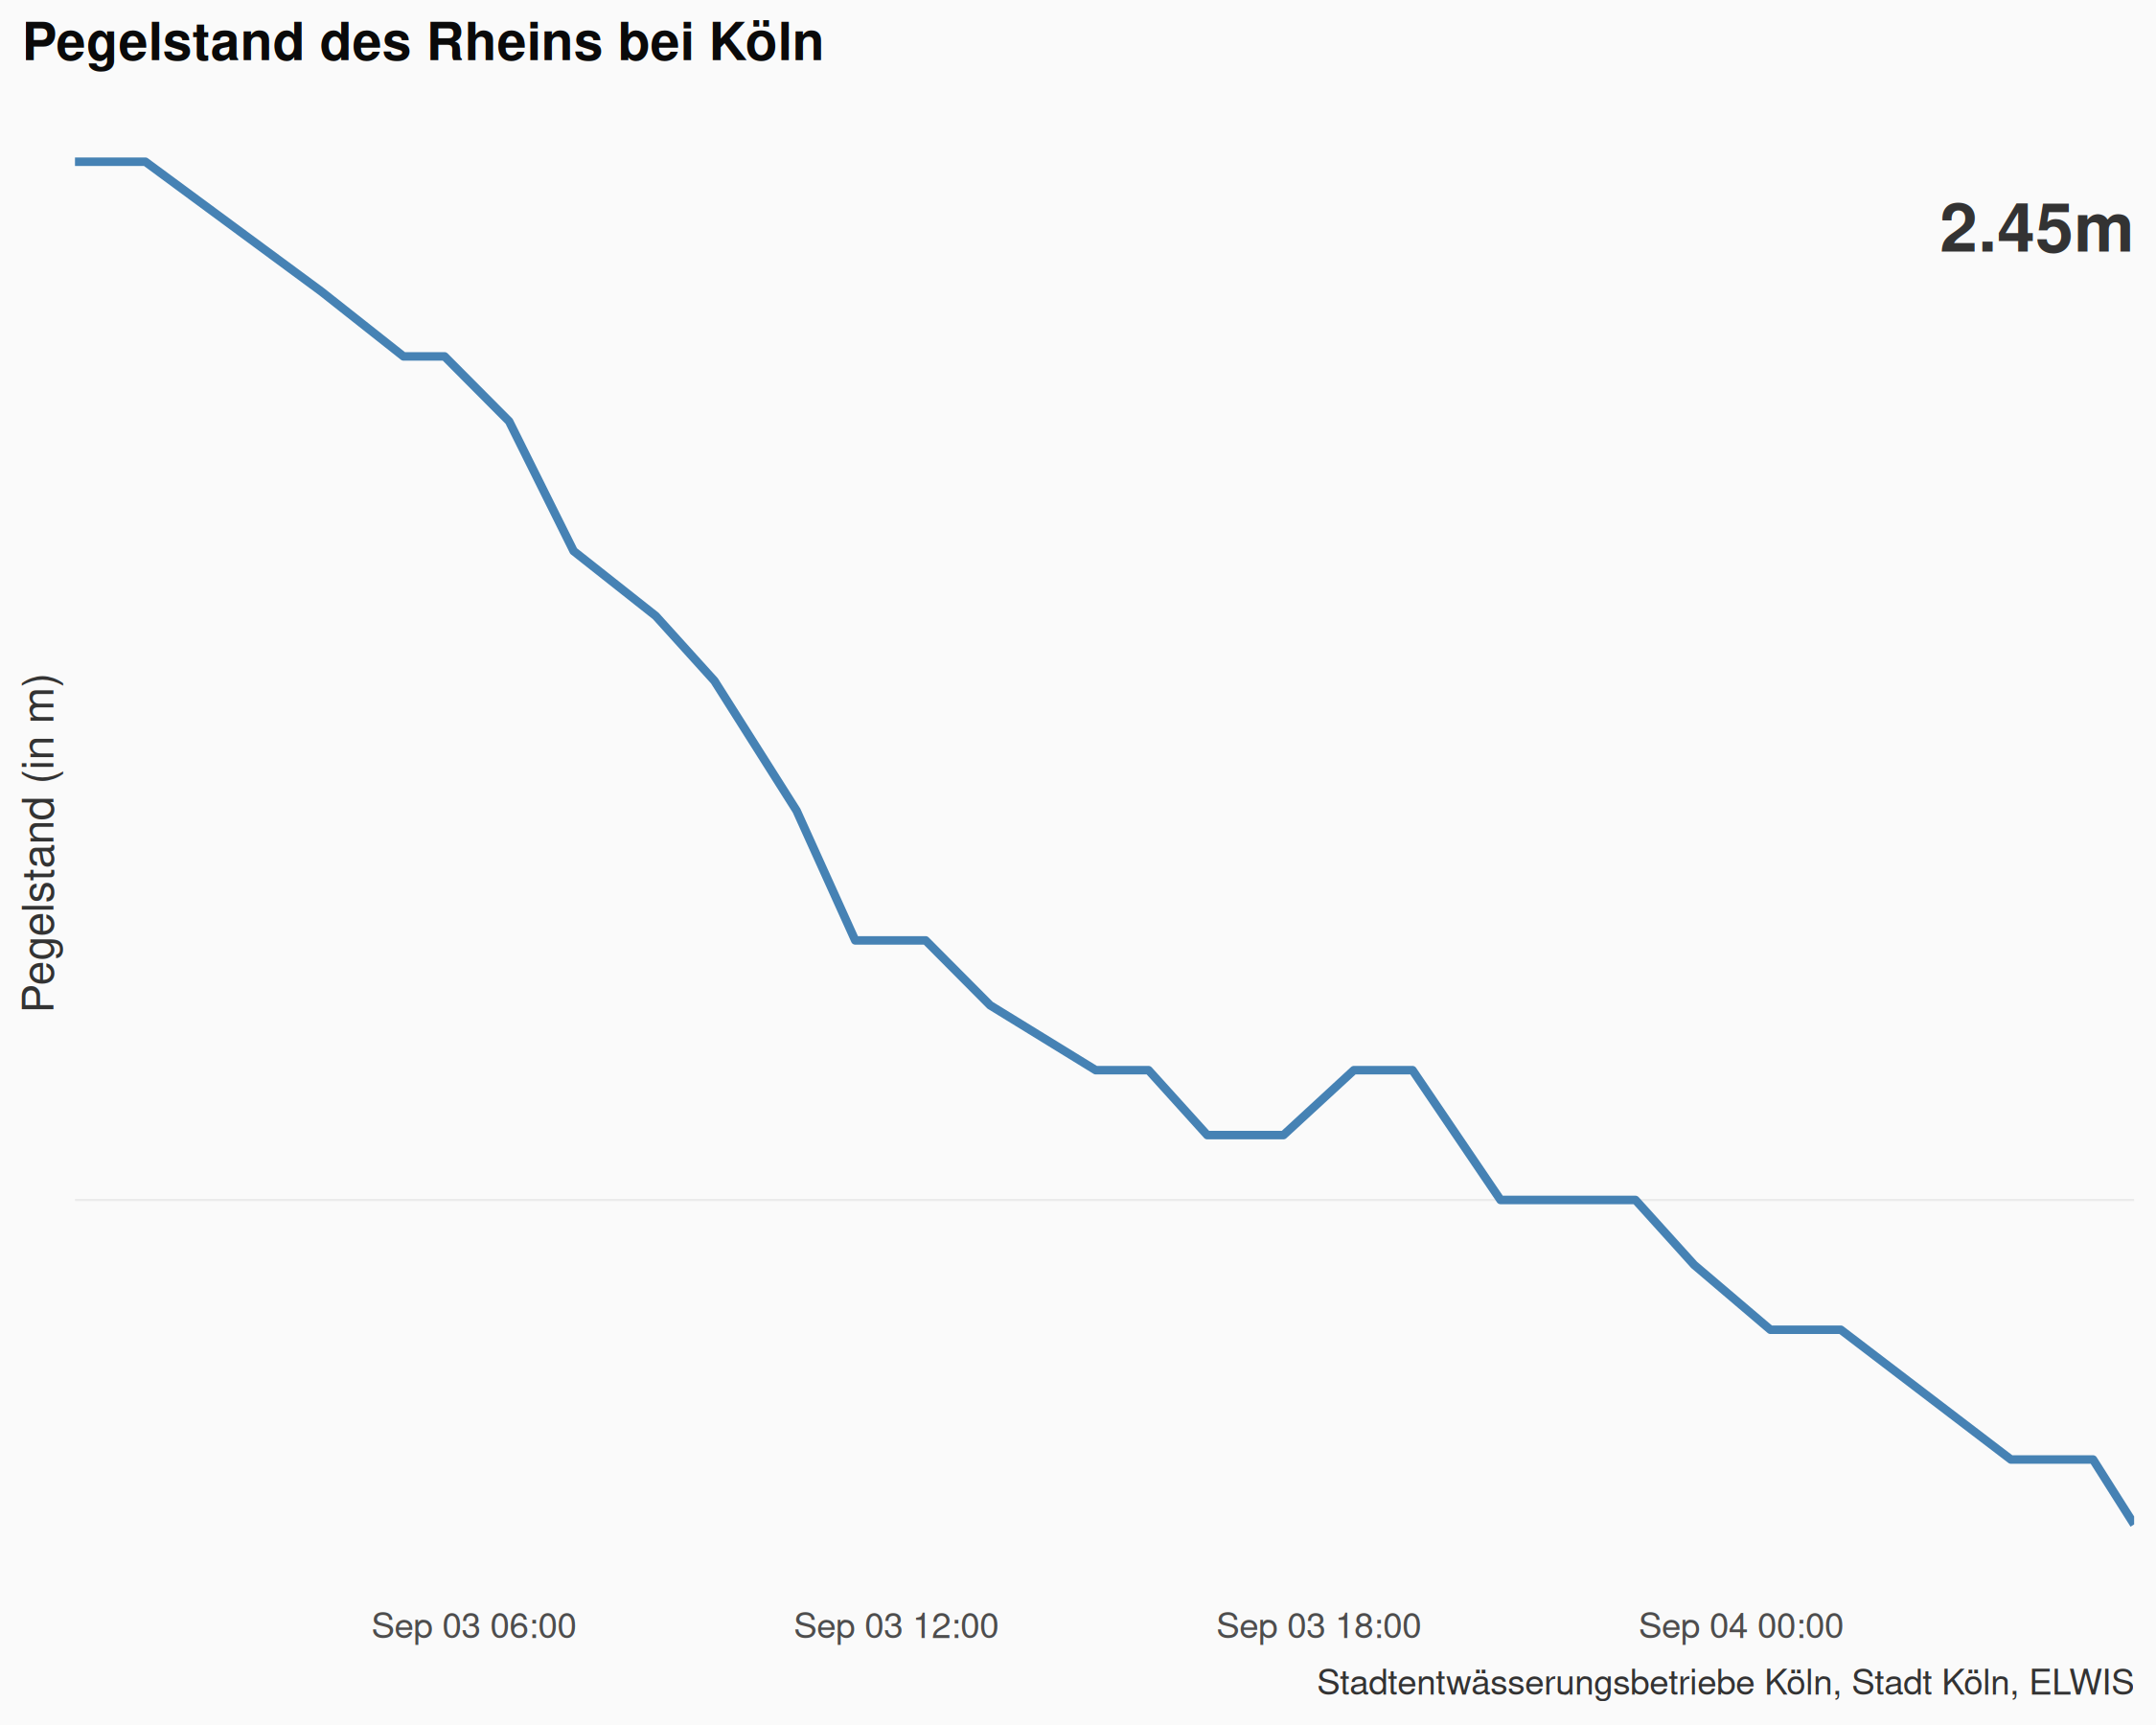 Pegelstand des Rheins bei Köln
2.45m
Pegelstand (in m)
Sep 03 06:00
Sep 03 12:00
Sep 03 18:00
Sep 04 00:00
Stadtentwässerungsbetriebe Köln, Stadt Köln, ELWIS